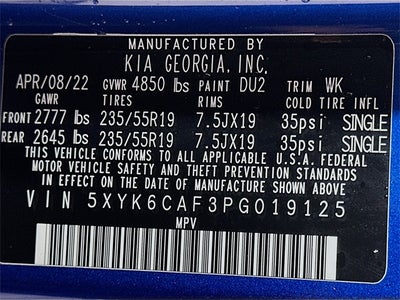 MANUFACTURED BY
KIA GEORGIA, INC.
APR/08/22 GVWR 4850 lbs PAINT DU2 TRIM WK
GAWR TIRES RIMS COLD TIRE INFL
FRONT 2777 lbs 235/55R19 7.5JX19 35psi SINGLE
REAR 2645 lbs 235/55R19 7.5JX19 35psi SINGLE
THIS VEHICLE CONFORMS TO ALL APPLICABLE U.S.A. FEDERAL
MOTOR VEHICLE SAFETY, BUMPER, AND THEFT PREVENTION STANDARDS
IN EFFECT ON THE DATE OF MANUFACTURE SHOWN ABOVE.
VIN 5XYK6CAF3PG019125
MPV